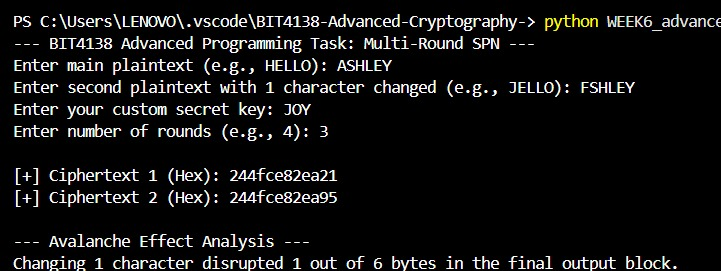 PS C:\Users\LENOVO\.vscode\BIT4138-Advanced-Cryptography-> python WEEK6_advance
--- BIT4138 Advanced Programming Task: Multi-Round SPN ---
Enter main plaintext (e.g., HELLO): ASHLEY
Enter second plaintext with 1 character changed (e.g., JELLO): FSHLEY
Enter your custom secret key: JOY
Enter number of rounds (e.g., 4): 3
[+] Ciphertext 1 (Hex): 244fce82ea21
[+] Ciphertext 2 (Hex): 244fce82ea95
--- Avalanche Effect Analysis ---
Changing 1 character disrupted 1 out of 6 bytes in the final output block.